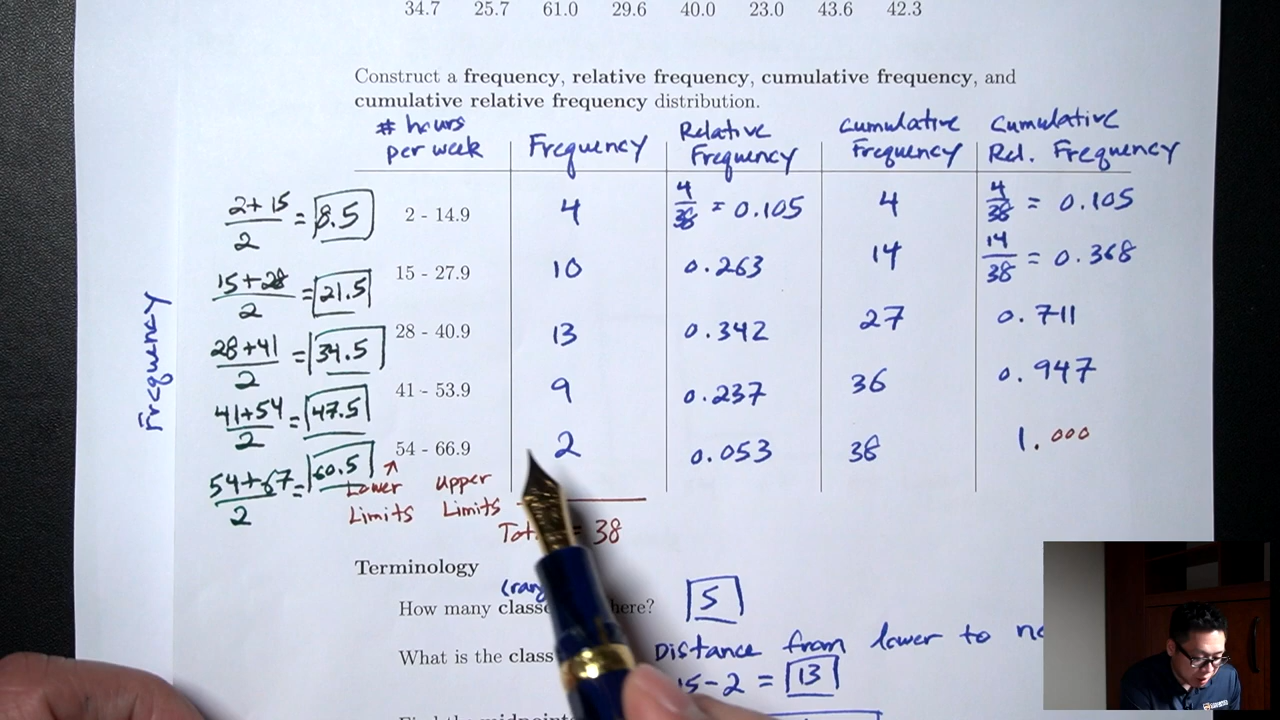 34.7 25.7 61.0 29.6 40.0 23.0 43.6 42.3
Construct a frequency, relative frequency, cumulative frequency, and
cumulative relative frequency distribution.
# hours per week Frequency Relative Frequency Cumulative Frequency Cumulative Rel. Frequency
2+15/2 = 8.5 2 - 14.9 4 4/38 = 0.105 4 4/38 = 0.105
15+28/2 = 21.5 15 - 27.9 10 0.263 14 14/38 = 0.368
28+41/2 = 34.5 28 - 40.9 13 0.342 27 0.711
41+54/2 = 47.5 41 - 53.9 9 0.237 36 0.947
54+67/2 = 60.5 54 - 66.9 2 0.053 38 1.000
Frequency
Lower Limits Upper Limits
38
Terminology
How many here? 5
What is the class Distance from lower to
15-2 = 13